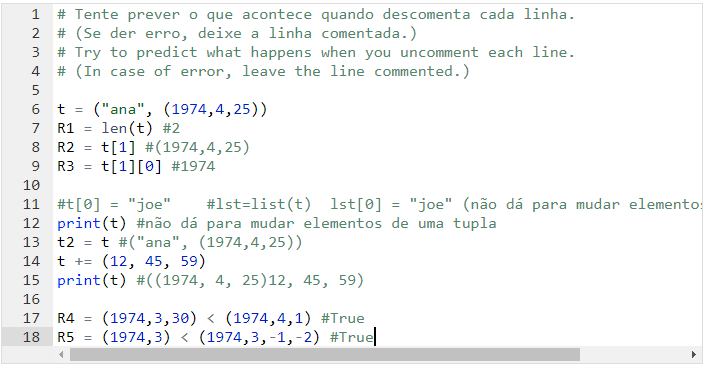 1 # Tente prever o que acontece quando descomenta cada linha.
2 # (Se der erro, deixe a linha comentada.)
3 # Try to predict what happens when you uncomment each line.
4 # (In case of error, leave the line commented.)
5
6 t = ("ana", (1974,4,25))
7 R1 = len(t) #2
8 R2 = t[1] #(1974,4,25)
9 R3 = t[1][0] #1974
10
11 #t[0] = "joe"    #lst=list(t)  lst[0] = "joe" (não dá para mudar elementos
12 print(t) #não dá para mudar elementos de uma tupla
13 t2 = t #("ana", (1974,4,25))
14 t += (12, 45, 59)
15 print(t) #((1974, 4, 25)12, 45, 59)
16
17 R4 = (1974,3,30) < (1974,4,1) #True
18 R5 = (1974,3) < (1974,3,-1,-2) #True